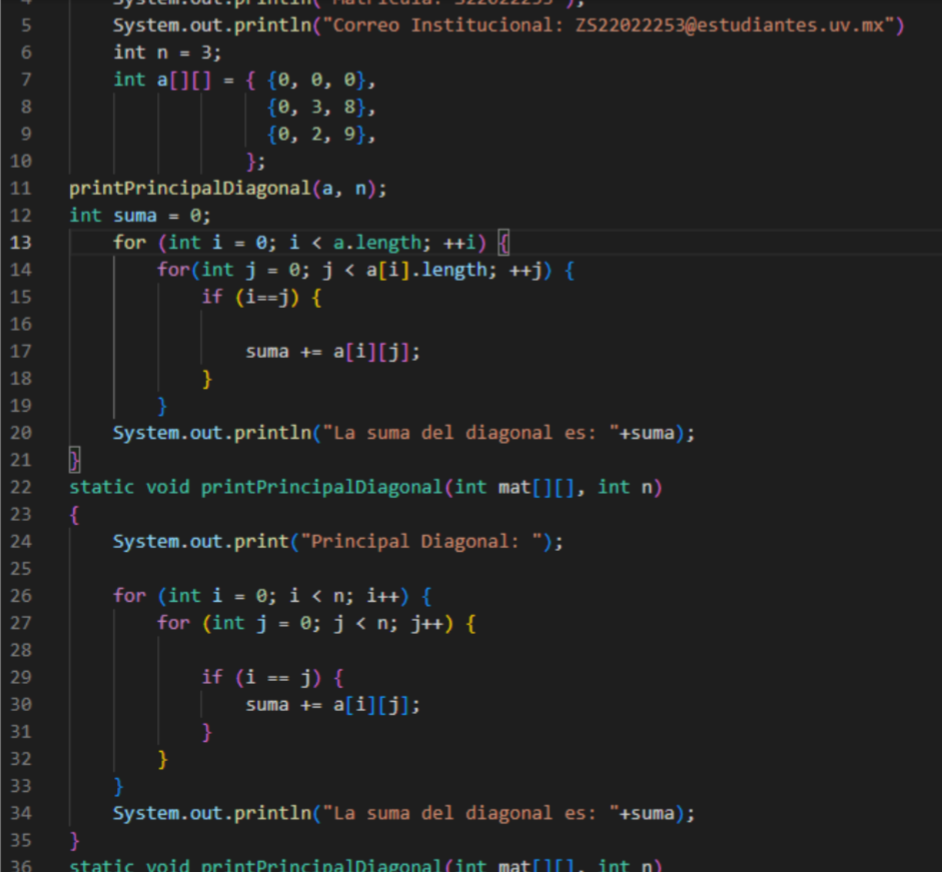 4 System.out.println("Matricula: S22022253");
5 System.out.println("Correo Institucional: ZS22022253@estudiantes.uv.mx")
6 int n = 3;
7 int a[][] = { {0, 0, 0},
8 {0, 3, 8},
9 {0, 2, 9},
10 };
11 printPrincipalDiagonal(a, n);
12 int suma = 0;
13 for (int i = 0; i < a.length; ++i) {
14 for(int j = 0; j < a[i].length; ++j) {
15 if (i==j) {
16
17 suma += a[i][j];
18 }
19 }
20 System.out.println("La suma del diagonal es: "+suma);
21 }
22 static void printPrincipalDiagonal(int mat[][], int n)
23 {
24 System.out.print("Principal Diagonal: ");
25
26 for (int i = 0; i < n; i++) {
27 for (int j = 0; j < n; j++) {
28
29 if (i == j) {
30 suma += a[i][j];
31 }
32 }
33 }
34 System.out.println("La suma del diagonal es: "+suma);
35 }
36 static void printPrincipalDiagonal(int mat[][], int n)